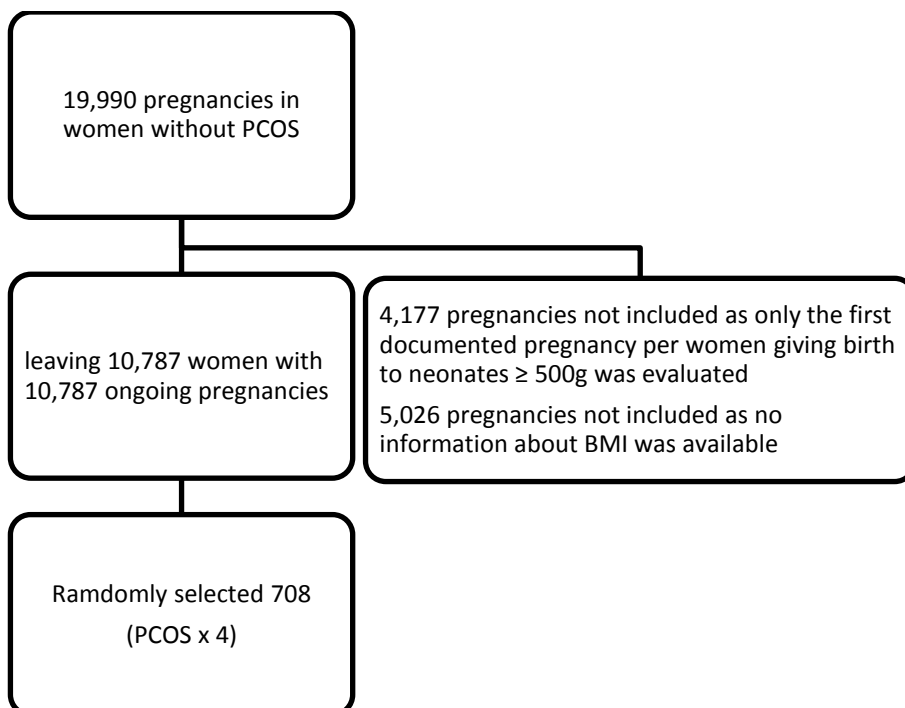 19,990 pregnancies in
women without PCOS
leaving 10,787 women with
10,787 ongoing pregnancies
4,177 pregnancies not included as only the first
documented pregnancy per women giving birth
to neonates ≥ 500g was evaluated
5,026 pregnancies not included as no
information about BMI was available
Ramdomly selected 708
(PCOS x 4)